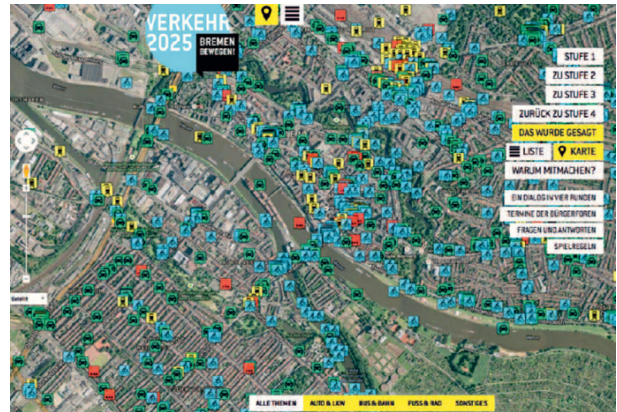 VERKEHR
2025
BREMEN
BEWEGEN!
STUFE 1
ZU STUFE 2
ZU STUFE 3
ZURÜCK ZU STUFE 4
DAS WURDE GESAGT
LISTE
KARTE
WARUM MITMACHEN?
EIN DIALOG IN VIER RUNDEN
TERMINE DER BÜRGERFOREN
FRAGEN UND ANTWORTEN
SPIELREGELN
ALLE THEMEN AUTO & LKW BUS & BAHN FUSS & RAD SONSTIGES